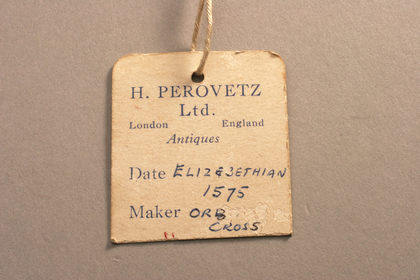 H. PEROVETZ
Ltd.
London England
Antiques
Date ELIZABETHIAN
1575
Maker ORB
CROSS